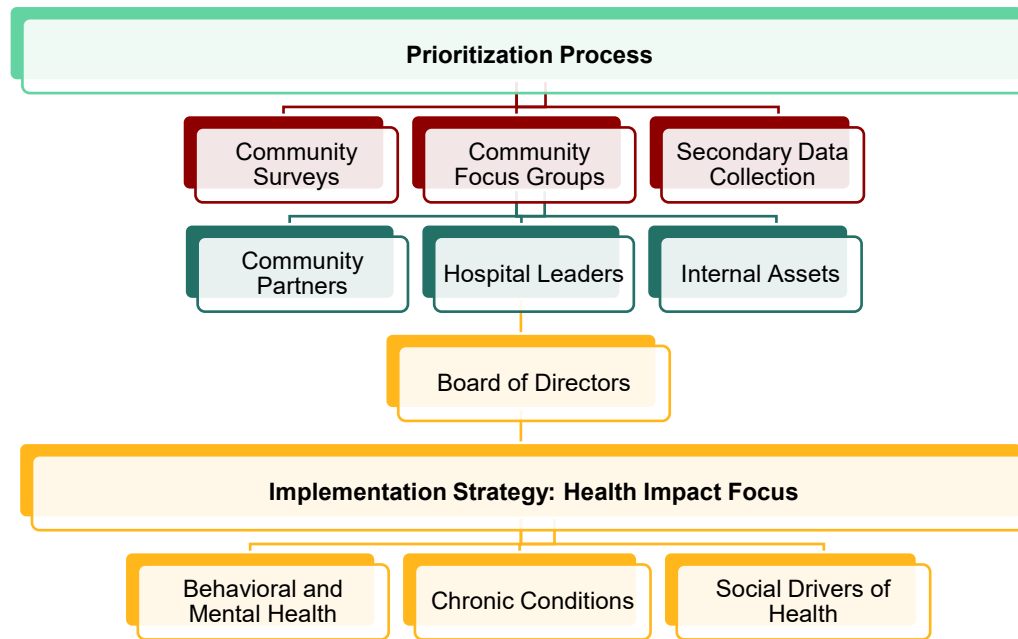 Prioritization Process
Community
Surveys
Community
Focus Groups
Secondary Data
Collection
Community
Partners
Hospital Leaders
Internal Assets
Board of Directors
Implementation Strategy: Health Impact Focus
Behavioral and
Mental Health
Chronic Conditions
Social Drivers of
Health